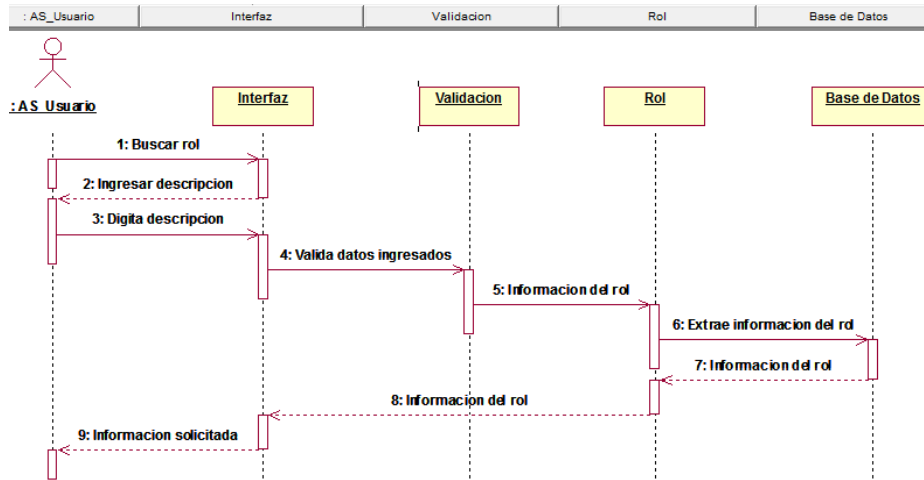 : AS_Usuario
Interfaz
Validacion
Rol
Base de Datos
: AS_Usuario
Interfaz
Validacion
Rol
Base de Datos
1: Buscar rol
2: Ingresar descripcion
3: Digita descripcion
4: Valida datos ingresados
5: Informacion del rol
6: Extrae informacion del rol
7: Informacion del rol
8: Informacion del rol
9: Informacion solicitada